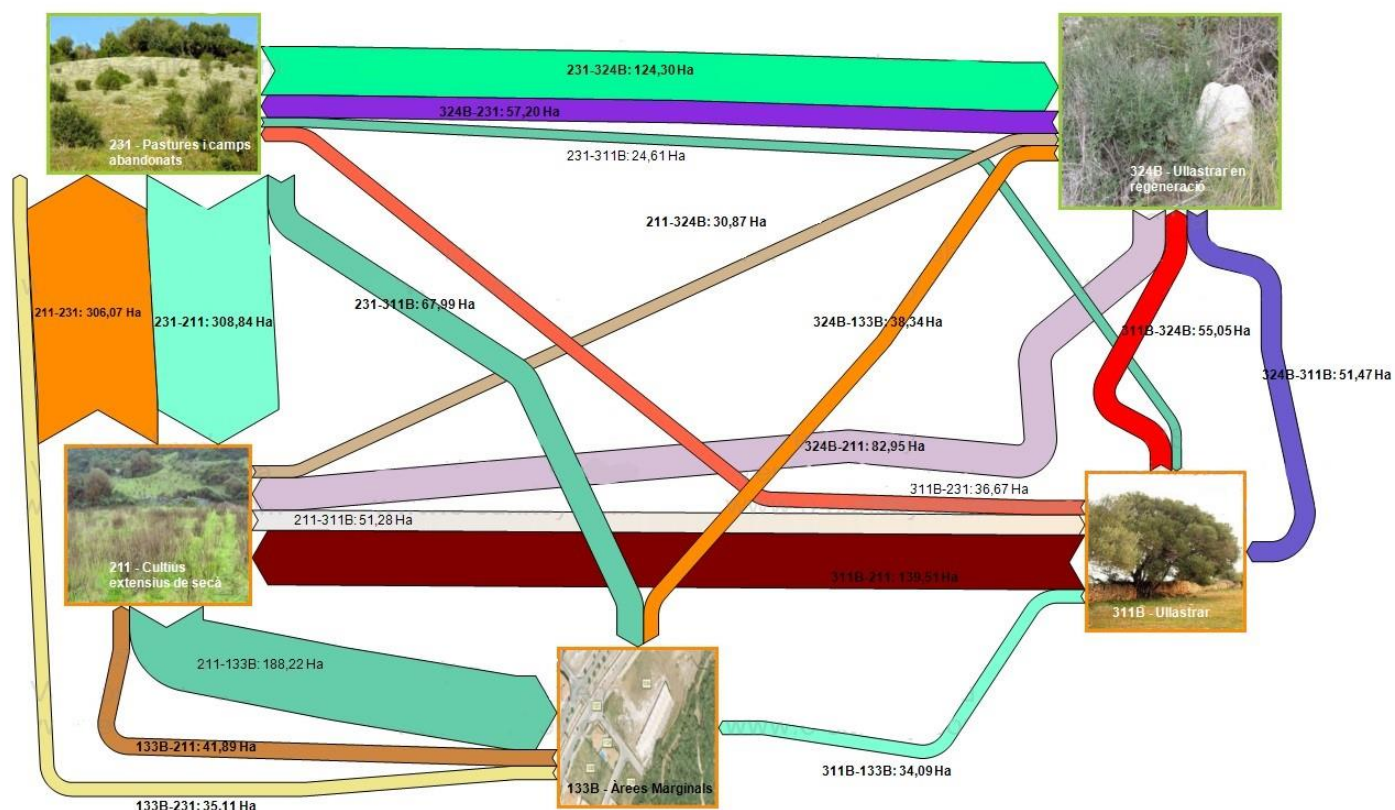 231-324B: 124,30 Ha
324B-231: 57,20 Ha
231 - Pastures i camps
abandonats
231-311B: 24,61 Ha
324B - Ullastrar en
regeneració
211-324B: 30,87 Ha
231-311B: 67,99 Ha
211-231: 306,07 Ha
231-211: 308,84 Ha
324B-133B: 38,34 Ha
311B-324B: 55,05 Ha
324B-311B: 51,47 Ha
324B-211: 82,95 Ha
311B-231: 36,67 Ha
211-311B: 51,28 Ha
211 - Cultius
extensius de secà
311B-211: 139,51 Ha
311B - Ullastrar
211-133B: 188,22 Ha
133B-211: 41,89 Ha
311B-133B: 34,09 Ha
133B - Àrees Marginals
133B-231: 35,11 Ha